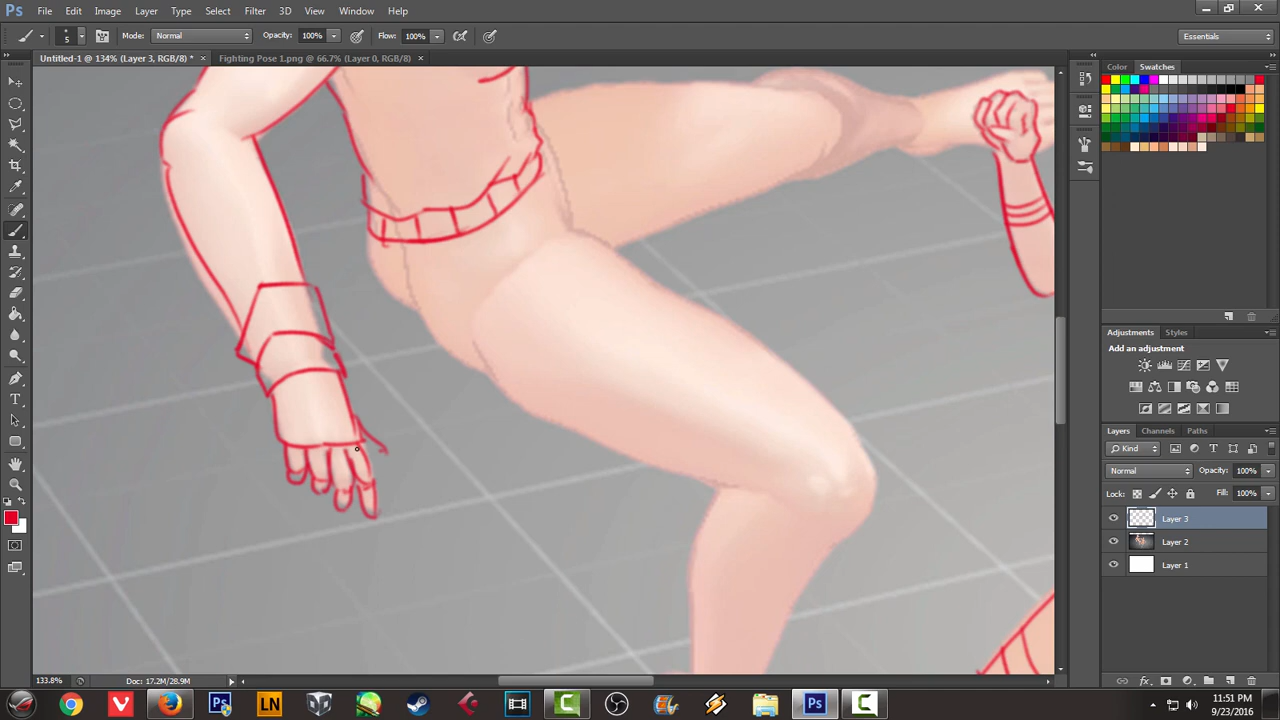 Ps File Edit Image Layer Type Select Filter 3D View Window Help
5 Mode: Normal Opacity: 100% Flow: 100% Essentials
Untitled-1 @ 134% (Layer 3, RGB/8) * × Fighting Pose 1.png @ 66.7% (Layer 0, RGB/8) ×
Color Swatches
Adjustments Styles
Add an adjustment
Layers Channels Paths
Kind
Normal Opacity: 100%
Lock: Fill: 100%
Layer 3
Layer 2
Layer 1
133.8% Doc: 17.2M/28.9M
11:51 PM
9/23/2016